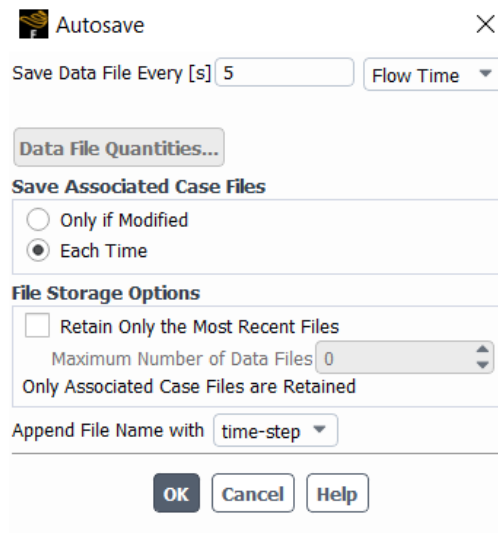 F Autosave
Save Data File Every [s] 5 Flow Time
Data File Quantities...
Save Associated Case Files
Only if Modified
Each Time
File Storage Options
Retain Only the Most Recent Files
Maximum Number of Data Files 0
Only Associated Case Files are Retained
Append File Name with time-step
OK Cancel Help